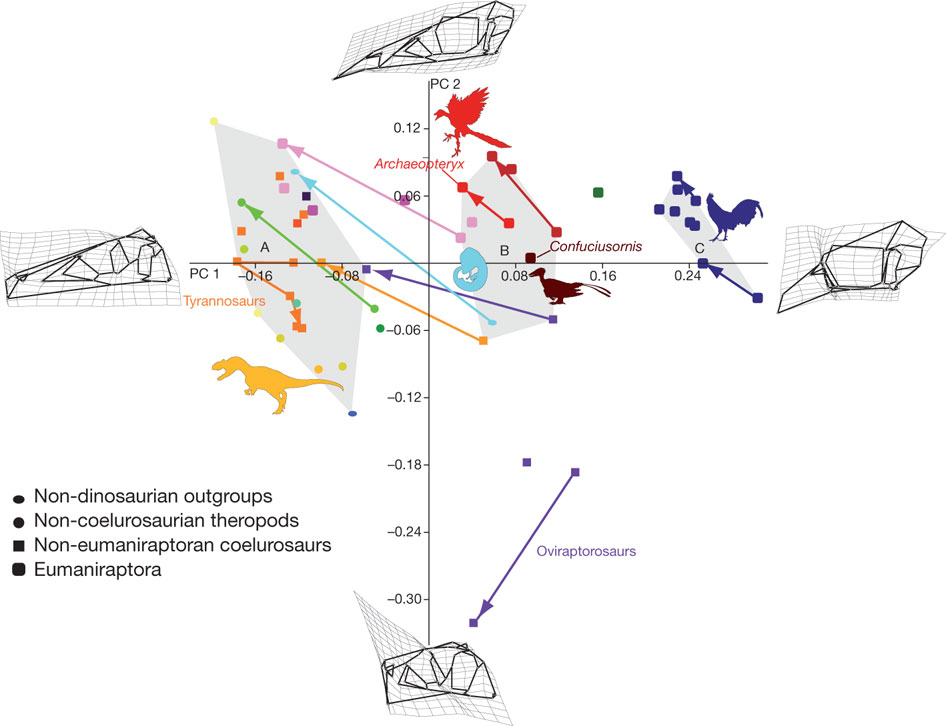 PC 2
0.12
Archaeopteryx
0.06
A
B
Confuciusornis
C
PC 1
−0.16
−0.08
0.08
0.16
0.24
Tyrannosaurs
−0.06
−0.12
−0.18
−0.24
Oviraptorosaurs
−0.30
Non-dinosaurian outgroups
Non-coelurosaurian theropods
Non-eumaniraptoran coelurosaurs
Eumaniraptora